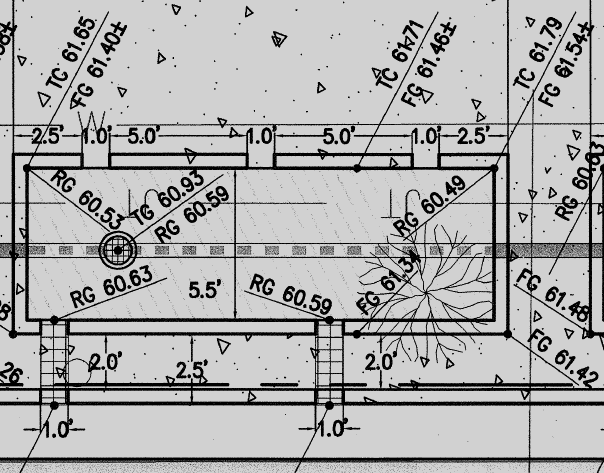 TC 61.65
FG 61.40±
TC 61.71
FG 61.46±
TC 61.79
FG 61.54±
2.5'
1.0'
5.0'
1.0'
5.0'
1.0'
2.5'
RG 60.53
TG 60.93
RG 60.59
RG 60.49
RG 60.63
FG 61.34
RG 60.63
5.5'
RG 60.59
FG 61.48
FG 61.42
2.0'
2.5'
2.0'
26
1.0'
1.0'